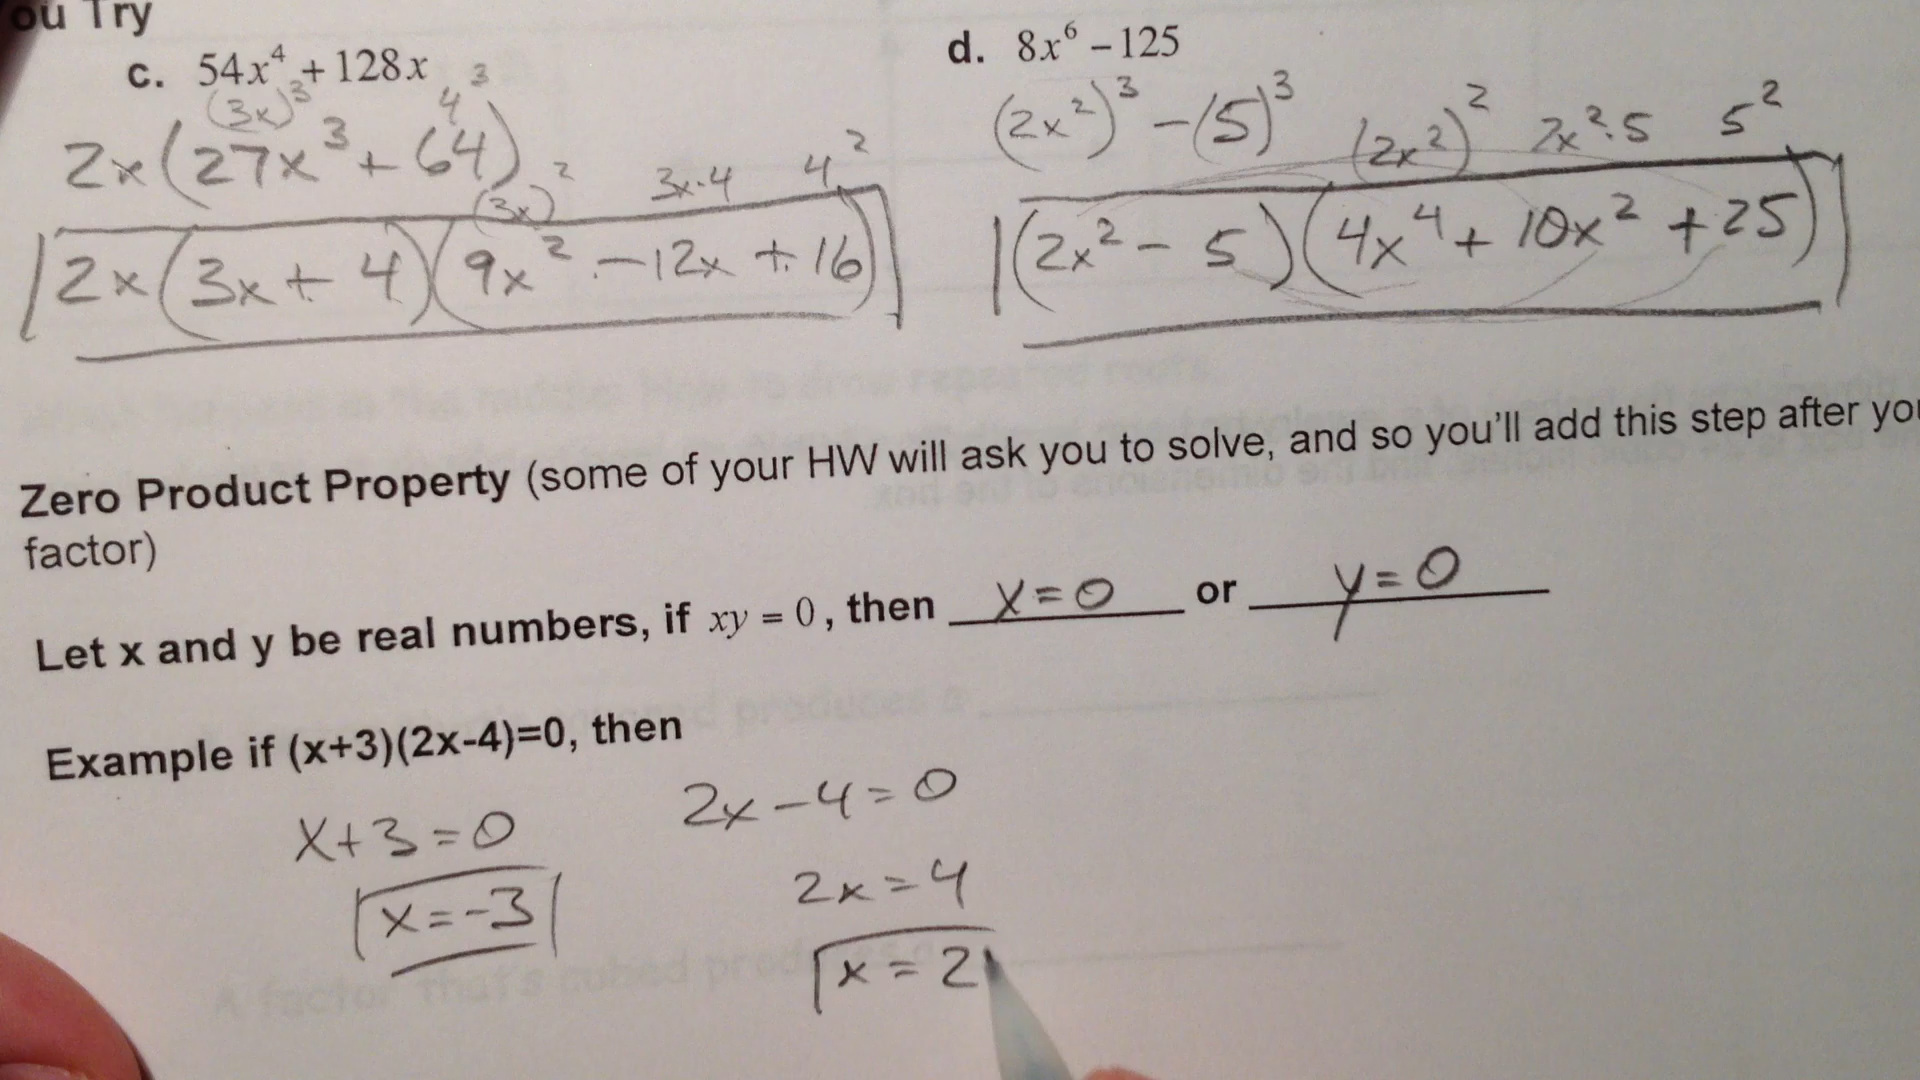 ou Try
c. 54x⁴ + 128x
(3x)³ 4³
2x(27x³ + 64)
(3x)² 3x·4 4²
2x(3x + 4)(9x² - 12x + 16)
d. 8x⁶ - 125
(2x²)³ - (5)³ (2x²)² 2x²·5 5²
(2x² - 5)(4x⁴ + 10x² + 25)
Zero Product Property (some of your HW will ask you to solve, and so you'll add this step after you
factor)
Let x and y be real numbers, if xy = 0, then x=0 or y=0
Example if (x+3)(2x-4)=0, then
x+3=0 2x-4=0
x=-3 2x=4
x=2